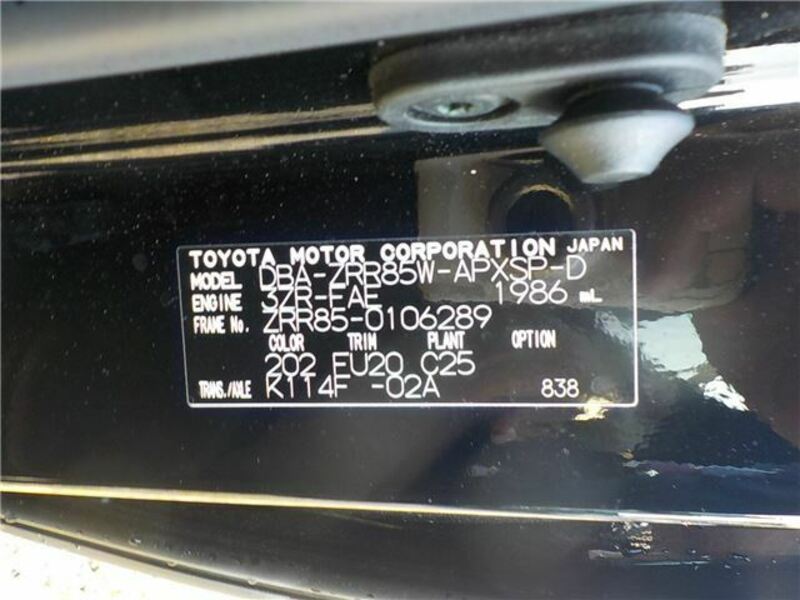 TOYOTA MOTOR CORPORATION JAPAN
MODEL DBA-ZRR85W-APXSP-D
ENGINE 3ZR-FAE 1986 mL
FRAME No. ZRR85-0106289
COLOR TRIM PLANT OPTION
202 FU20 C25
TRANS./AXLE K114F -02A 838